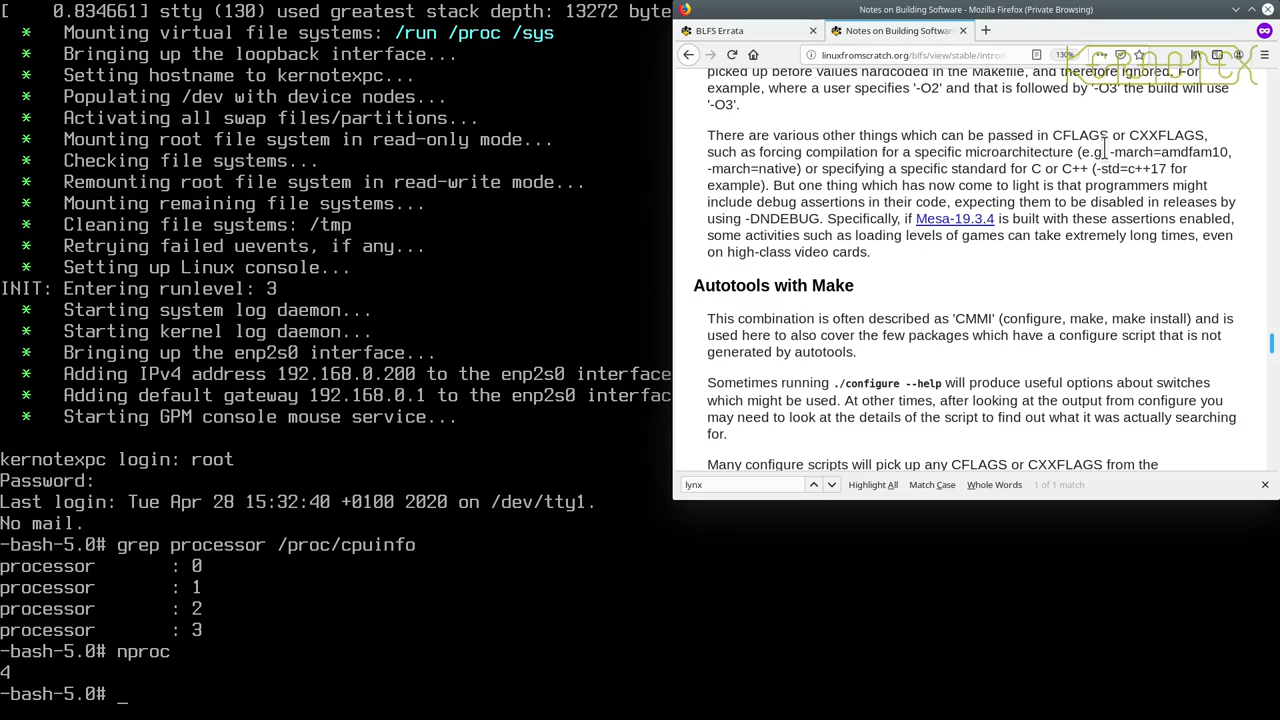 [    0.834661] stty (130) used greatest stack depth: 13272 byte
*   Mounting virtual file systems: /run /proc /sys
*   Bringing up the loopback interface...
*   Setting hostname to kernotexpc...
*   Populating /dev with device nodes...
*   Activating all swap files/partitions...
*   Mounting root file system in read-only mode...
*   Checking file systems...
*   Remounting root file system in read-write mode...
*   Mounting remaining file systems...
*   Cleaning file systems: /tmp
*   Retrying failed uevents, if any...
*   Setting up Linux console...
INIT: Entering runlevel: 3
*   Starting system log daemon...
*   Starting kernel log daemon...
*   Bringing up the enp2s0 interface...
*   Adding IPv4 address 192.168.0.200 to the enp2s0 interface
*   Adding default gateway 192.168.0.1 to the enp2s0 interfac
*   Starting GPM console mouse service...
kernotexpc login: root
Password:
Last login: Tue Apr 28 15:32:40 +0100 2020 on /dev/tty1.
No mail.
-bash-5.0# grep processor /proc/cpuinfo
processor       : 0
processor       : 1
processor       : 2
processor       : 3
-bash-5.0# nproc
4
-bash-5.0# _
Notes on Building Software - Mozilla Firefox (Private Browsing)
BLFS Errata
Notes on Building Software
linuxfromscratch.org/blfs/view/stable/introd
130%
KERNOTEX
picked up before values hardcoded in the Makefile, and therefore ignored. For
example, where a user specifies '-O2' and that is followed by '-O3' the build will use
'-O3'.
There are various other things which can be passed in CFLAGS or CXXFLAGS,
such as forcing compilation for a specific microarchitecture (e.g. -march=amdfam10,
-march=native) or specifying a specific standard for C or C++ (-std=c++17 for
example). But one thing which has now come to light is that programmers might
include debug assertions in their code, expecting them to be disabled in releases by
using -DNDEBUG. Specifically, if Mesa-19.3.4 is built with these assertions enabled,
some activities such as loading levels of games can take extremely long times, even
on high-class video cards.
Autotools with Make
This combination is often described as 'CMMI' (configure, make, make install) and is
used here to also cover the few packages which have a configure script that is not
generated by autotools.
Sometimes running ./configure --help will produce useful options about switches
which might be used. At other times, after looking at the output from configure you
may need to look at the details of the script to find out what it was actually searching
for.
Many configure scripts will pick up any CFLAGS or CXXFLAGS from the
lynx
Highlight All
Match Case
Whole Words
1 of 1 match